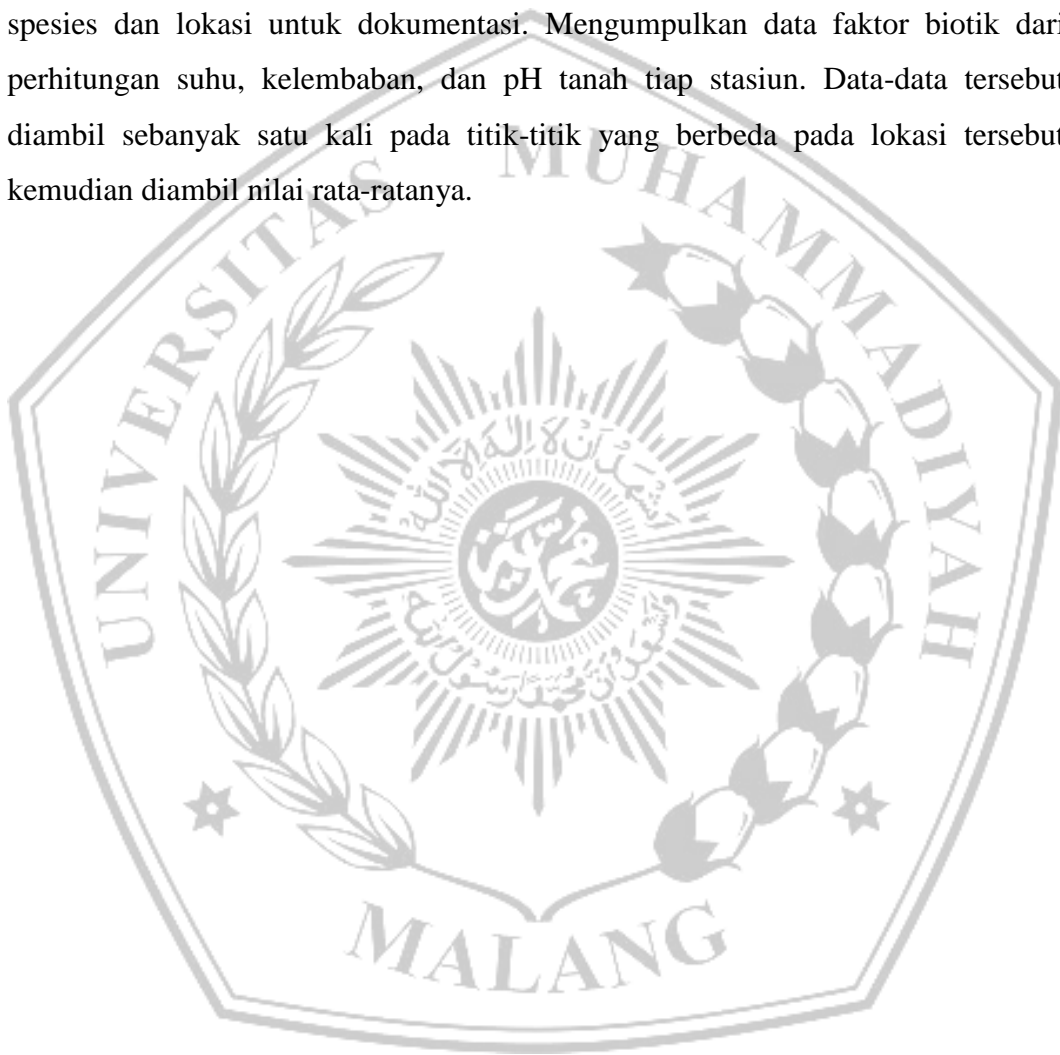 spesies dan lokasi untuk dokumentasi. Mengumpulkan data faktor biotik dari
perhitungan suhu, kelembaban, dan pH tanah tiap stasiun. Data-data tersebut
diambil sebanyak satu kali pada titik-titik yang berbeda pada lokasi tersebut
kemudian diambil nilai rata-ratanya.
UNIVERSITAS MUHAMMADIYAH
MALANG